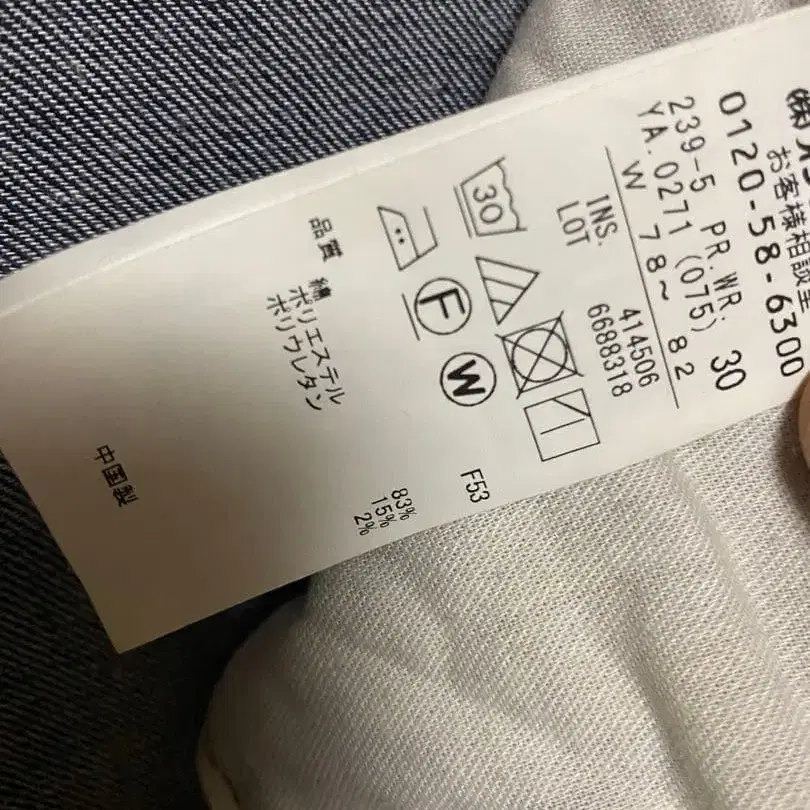 お客様相談室
0120-58-6300
239-5 PR.WR: 30
YA.0271 (075)
W 78~ 82
INS. 414506
LOT 6688318
30
F
W
F53
品質 綿 83%
ポリエステル 15%
ポリウレタン 2%
中国製